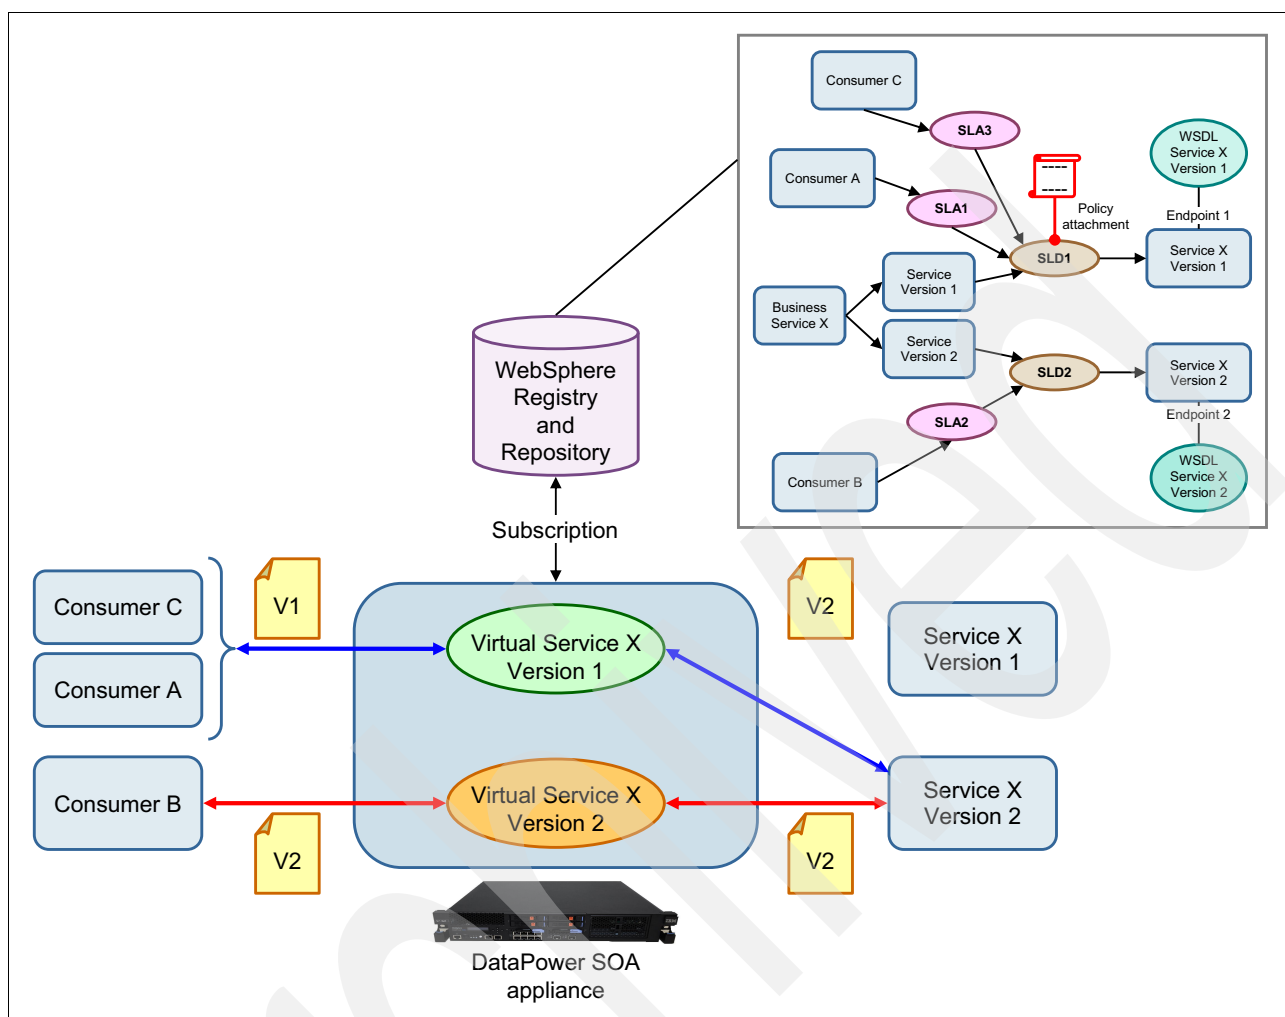 Consumer C
SLA3
WSDL
Service X
Version 1
Consumer A
SLA1
Policy
attachment
Endpoint 1
SLD1
Service X
Version 1
Service
Version 1
Business
Service X
Service
Version 2
SLD2
Service X
Version 2
SLA2
Endpoint 2
WSDL
Service X
Version 2
Consumer B
WebSphere
Registry
and
Repository
Subscription
Consumer C
V1
V2
Virtual Service X
Version 1
Service X
Version 1
Consumer A
Consumer B
Virtual Service X
Version 2
Service X
Version 2
V2
V2
DataPower SOA
appliance